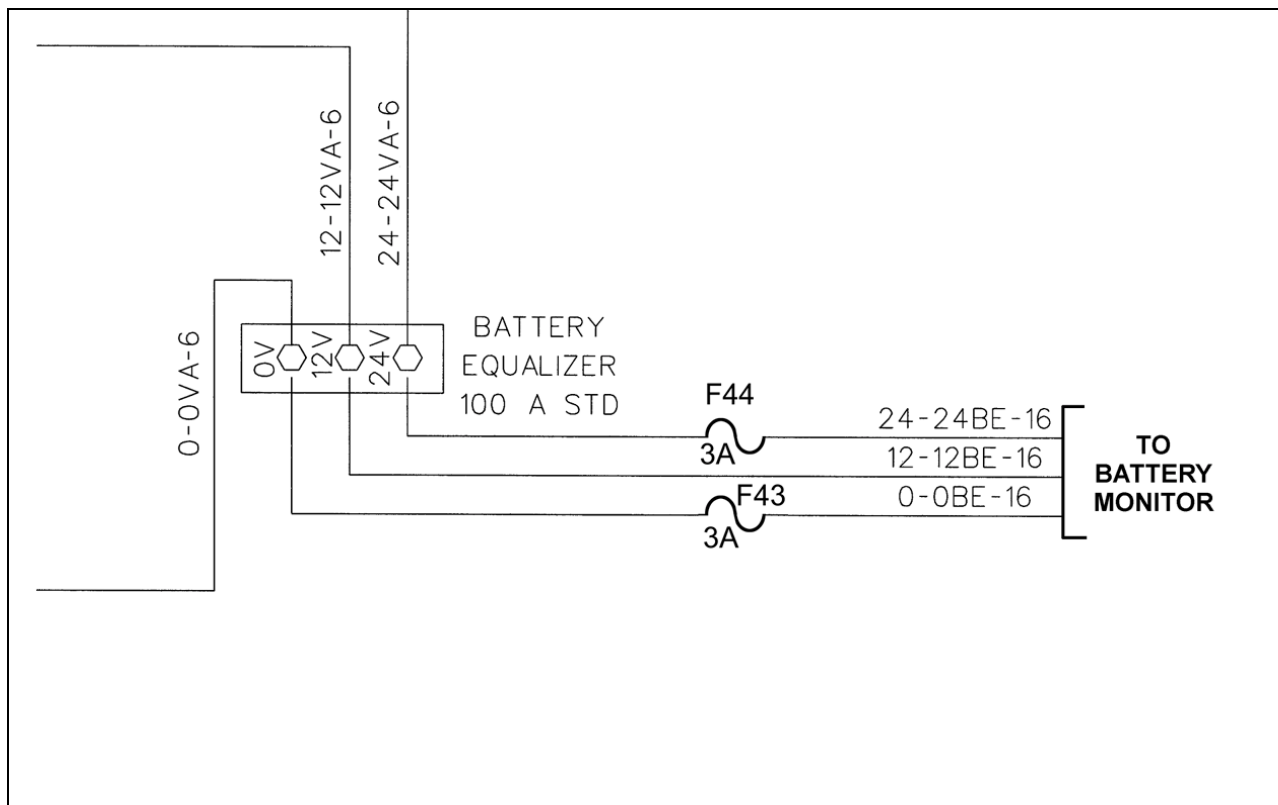 12-12VA-6
24-24VA-6
0-0VA-6
0V
12V
24V
BATTERY
EQUALIZER
100 A STD
F44
3A
24-24BE-16
12-12BE-16
F43
3A
0-0BE-16
TO
BATTERY
MONITOR